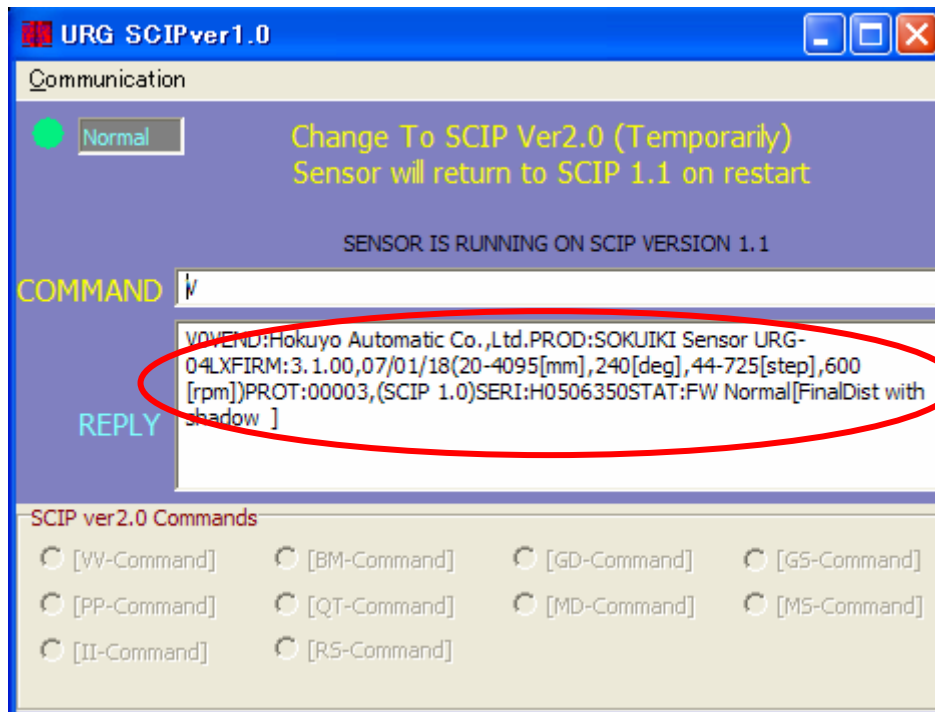 URG SCIPver1.0
Communication
Normal
Change To SCIP Ver2.0 (Temporarily)
Sensor will return to SCIP 1.1 on restart
SENSOR IS RUNNING ON SCIP VERSION 1.1
COMMAND V
V0VEND:Hokuyo Automatic Co.,Ltd.PROD:SOKUIKI Sensor URG-
04LXFIRM:3.1.00,07/01/18(20-4095[mm],240[deg],44-725[step],600
[rpm])PROT:00003,(SCIP 1.0)SERI:H0506350STAT:FW Normal[FinalDist with
shadow ]
REPLY
SCIP ver2.0 Commands
[VV-Command] [BM-Command] [GD-Command] [GS-Command]
[PP-Command] [QT-Command] [MD-Command] [MS-Command]
[II-Command] [RS-Command]